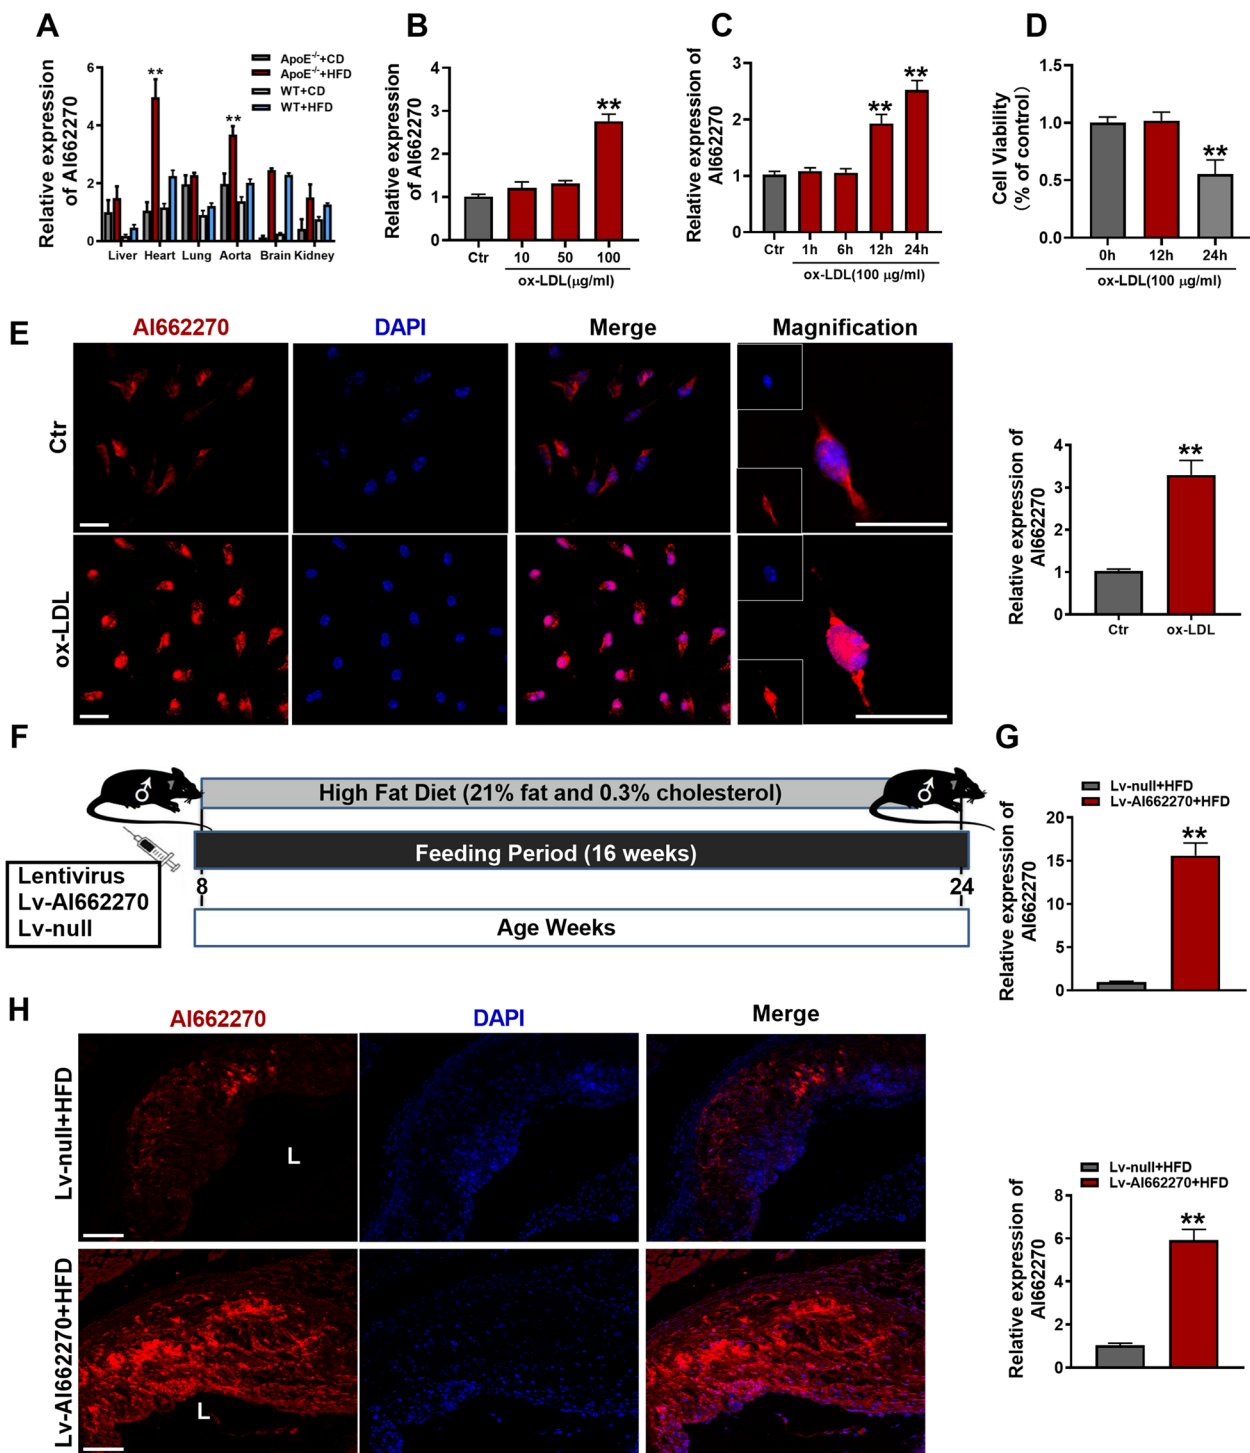 A
Relative expression
of AI662270
6
4
2
0
**
**
ApoE-/-+CD
ApoE-/-+HFD
WT+CD
WT+HFD
Liver Heart Lung Aorta Brain Kidney
B
Relative expression
of AI662270
4
3
2
1
0
**
Ctr 10 50 100
ox-LDL(μg/ml)
C
Relative expression of
AI662270
3
2
1
0
**
**
Ctr 1h 6h 12h 24h
ox-LDL(100 μg/ml)
D
Cell Viability
(% of control)
1.5
1.0
0.5
0.0
**
0h 12h 24h
ox-LDL(100 μg/ml)
E
AI662270 DAPI Merge Magnification
Ctr
ox-LDL
Relative expression of
AI662270
4
3
2
1
0
**
Ctr ox-LDL
F
High Fat Diet (21% fat and 0.3% cholesterol)
Feeding Period (16 weeks)
8 24
Age Weeks
Lentivirus
Lv-AI662270
Lv-null
G
Lv-null+HFD
Lv-AI662270+HFD
Relative expression of
AI662270
20
15
10
5
0
**
H
AI662270 DAPI Merge
Lv-null+HFD
L
Lv-AI662270+HFD
L
Lv-null+HFD
Lv-AI662270+HFD
Relative expression of
AI662270
8
6
4
2
0
**